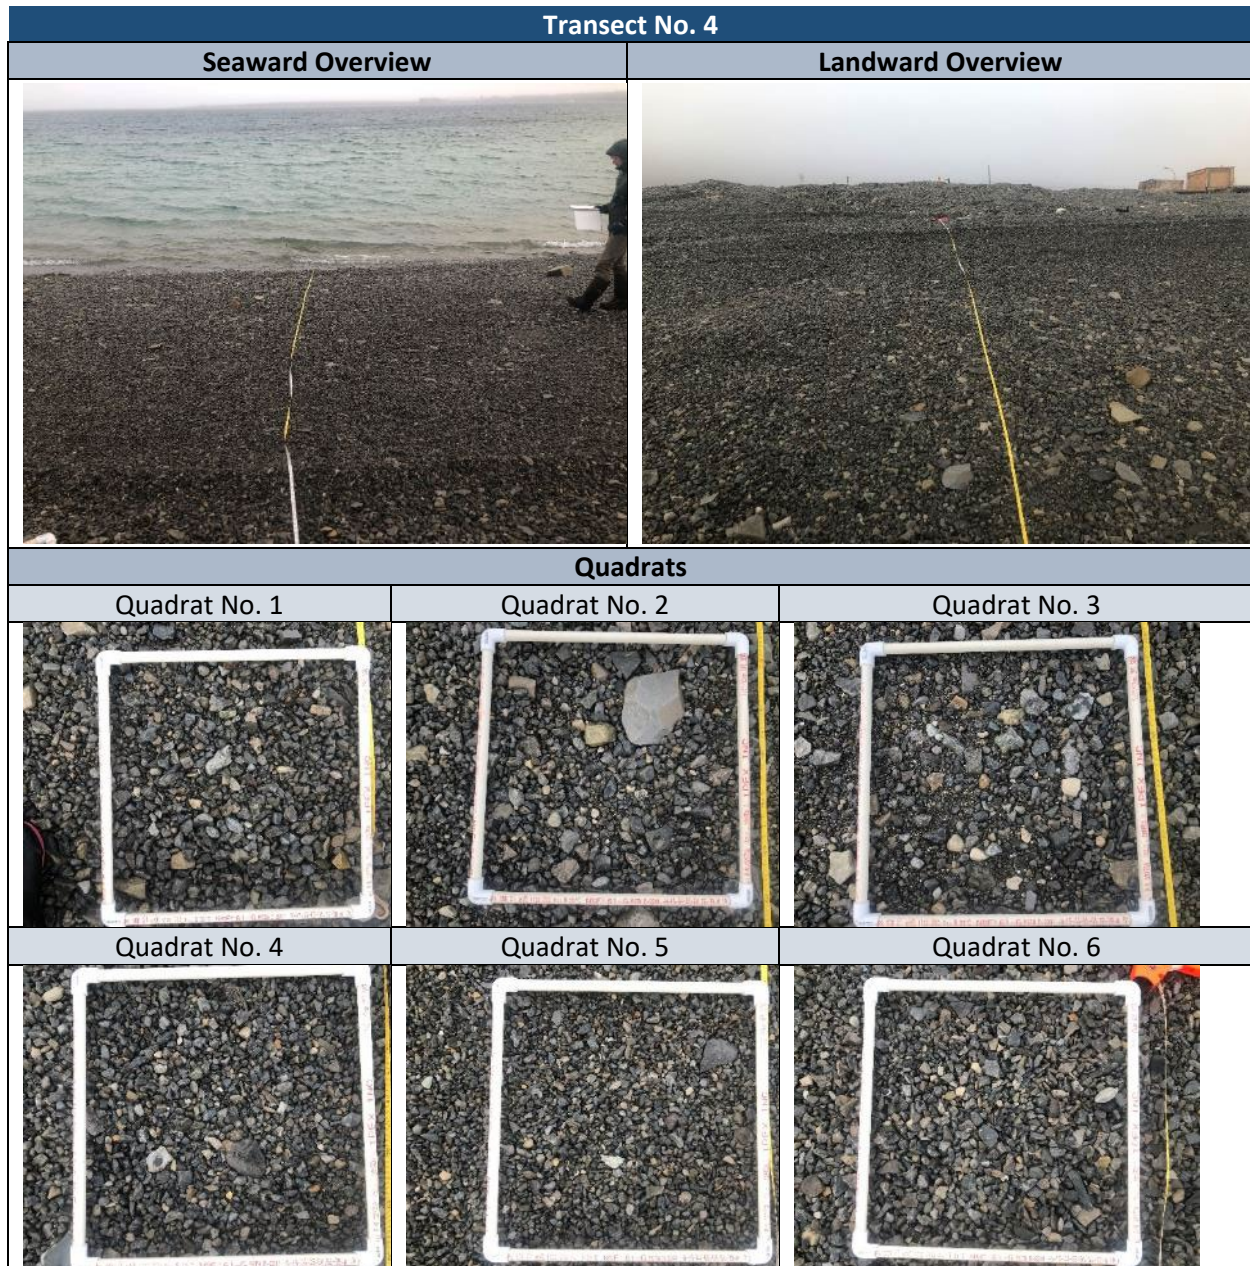 Transect No. 4
Seaward Overview
Landward Overview
Quadrats
Quadrat No. 1
Quadrat No. 2
Quadrat No. 3
Quadrat No. 4
Quadrat No. 5
Quadrat No. 6